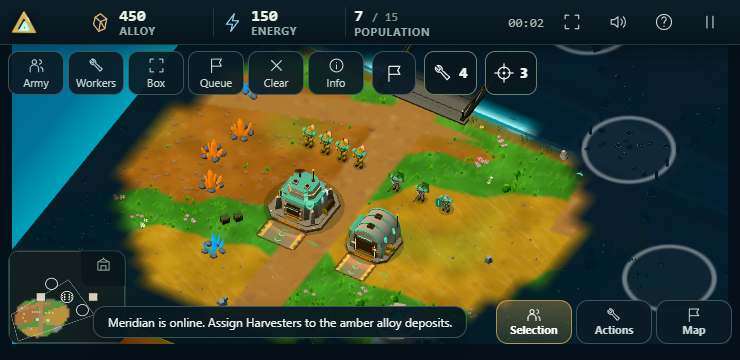 450
ALLOY
150
ENERGY
7 / 15
POPULATION
00:02
Army
Workers
Box
Queue
Clear
Info
4
3
Meridian is online. Assign Harvesters to the amber alloy deposits.
Selection
Actions
Map